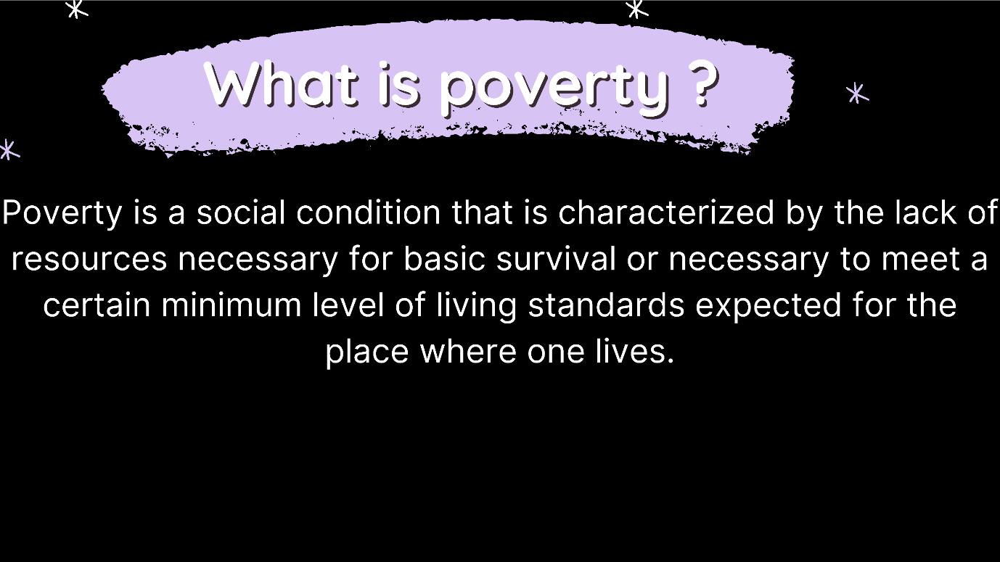 What is poverty ?
Poverty is a social condition that is characterized by the lack of
resources necessary for basic survival or necessary to meet a
certain minimum level of living standards expected for the
place where one lives.